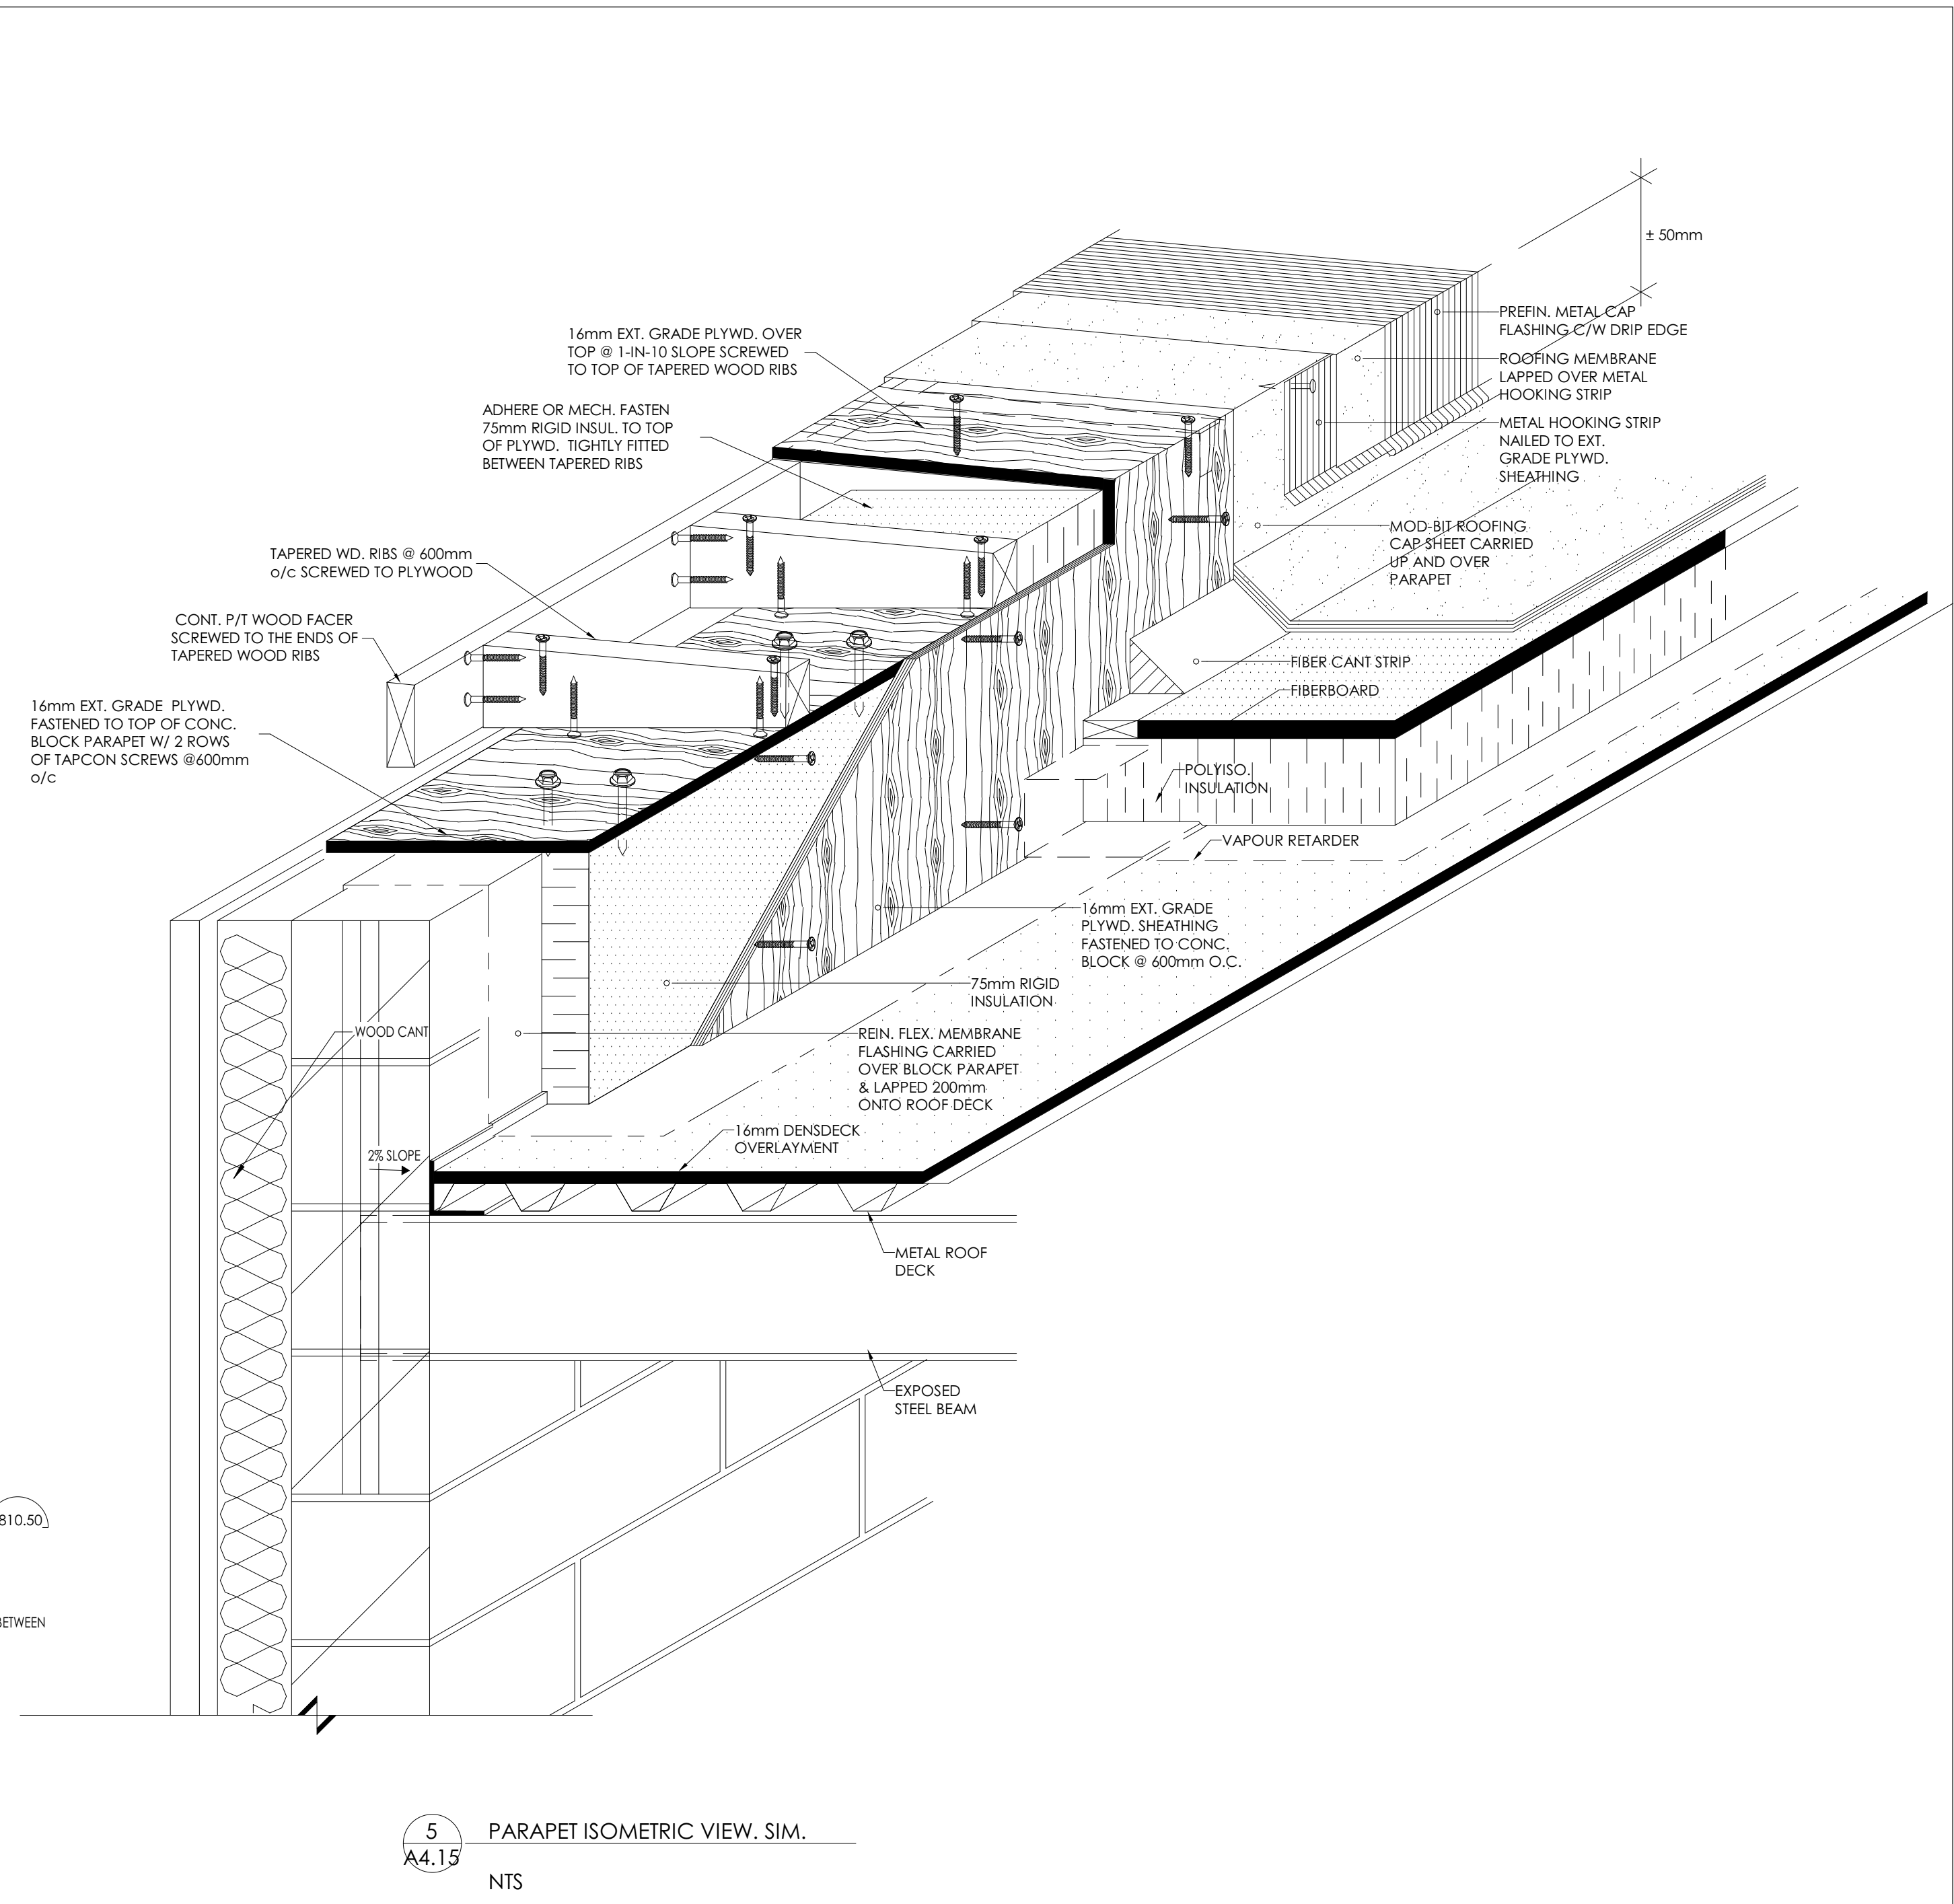 ± 50mm
PREFIN. METAL CAP
FLASHING C/W DRIP EDGE
ROOFING MEMBRANE
LAPPED OVER METAL
HOOKING STRIP
METAL HOOKING STRIP
NAILED TO EXT.
GRADE PLYWD.
SHEATHING
16mm EXT. GRADE PLYWD. OVER
TOP @ 1-IN-10 SLOPE SCREWED
TO TOP OF TAPERED WOOD RIBS
ADHERE OR MECH. FASTEN
75mm RIGID INSUL. TO TOP
OF PLYWD. TIGHTLY FITTED
BETWEEN TAPERED RIBS
MOD-BIT ROOFING
CAP SHEET CARRIED
UP AND OVER
PARAPET
TAPERED WD. RIBS @ 600mm
o/c SCREWED TO PLYWOOD
CONT. P/T WOOD FACER
SCREWED TO THE ENDS OF
TAPERED WOOD RIBS
FIBER CANT STRIP
FIBERBOARD
16mm EXT. GRADE PLYWD.
FASTENED TO TOP OF CONC.
BLOCK PARAPET W/ 2 ROWS
OF TAPCON SCREWS @600mm
o/c
POLYISO.
INSULATION
VAPOUR RETARDER
16mm EXT. GRADE
PLYWD. SHEATHING
FASTENED TO CONC.
BLOCK @ 600mm O.C.
75mm RIGID
INSULATION
WOOD CANT
REIN. FLEX. MEMBRANE
FLASHING CARRIED
OVER BLOCK PARAPET
& LAPPED 200mm
ONTO ROOF DECK
16mm DENSDECK
OVERLAYMENT
2% SLOPE
METAL ROOF
DECK
EXPOSED
STEEL BEAM
810.50
BETWEEN
5
A4.15
PARAPET ISOMETRIC VIEW. SIM.
NTS